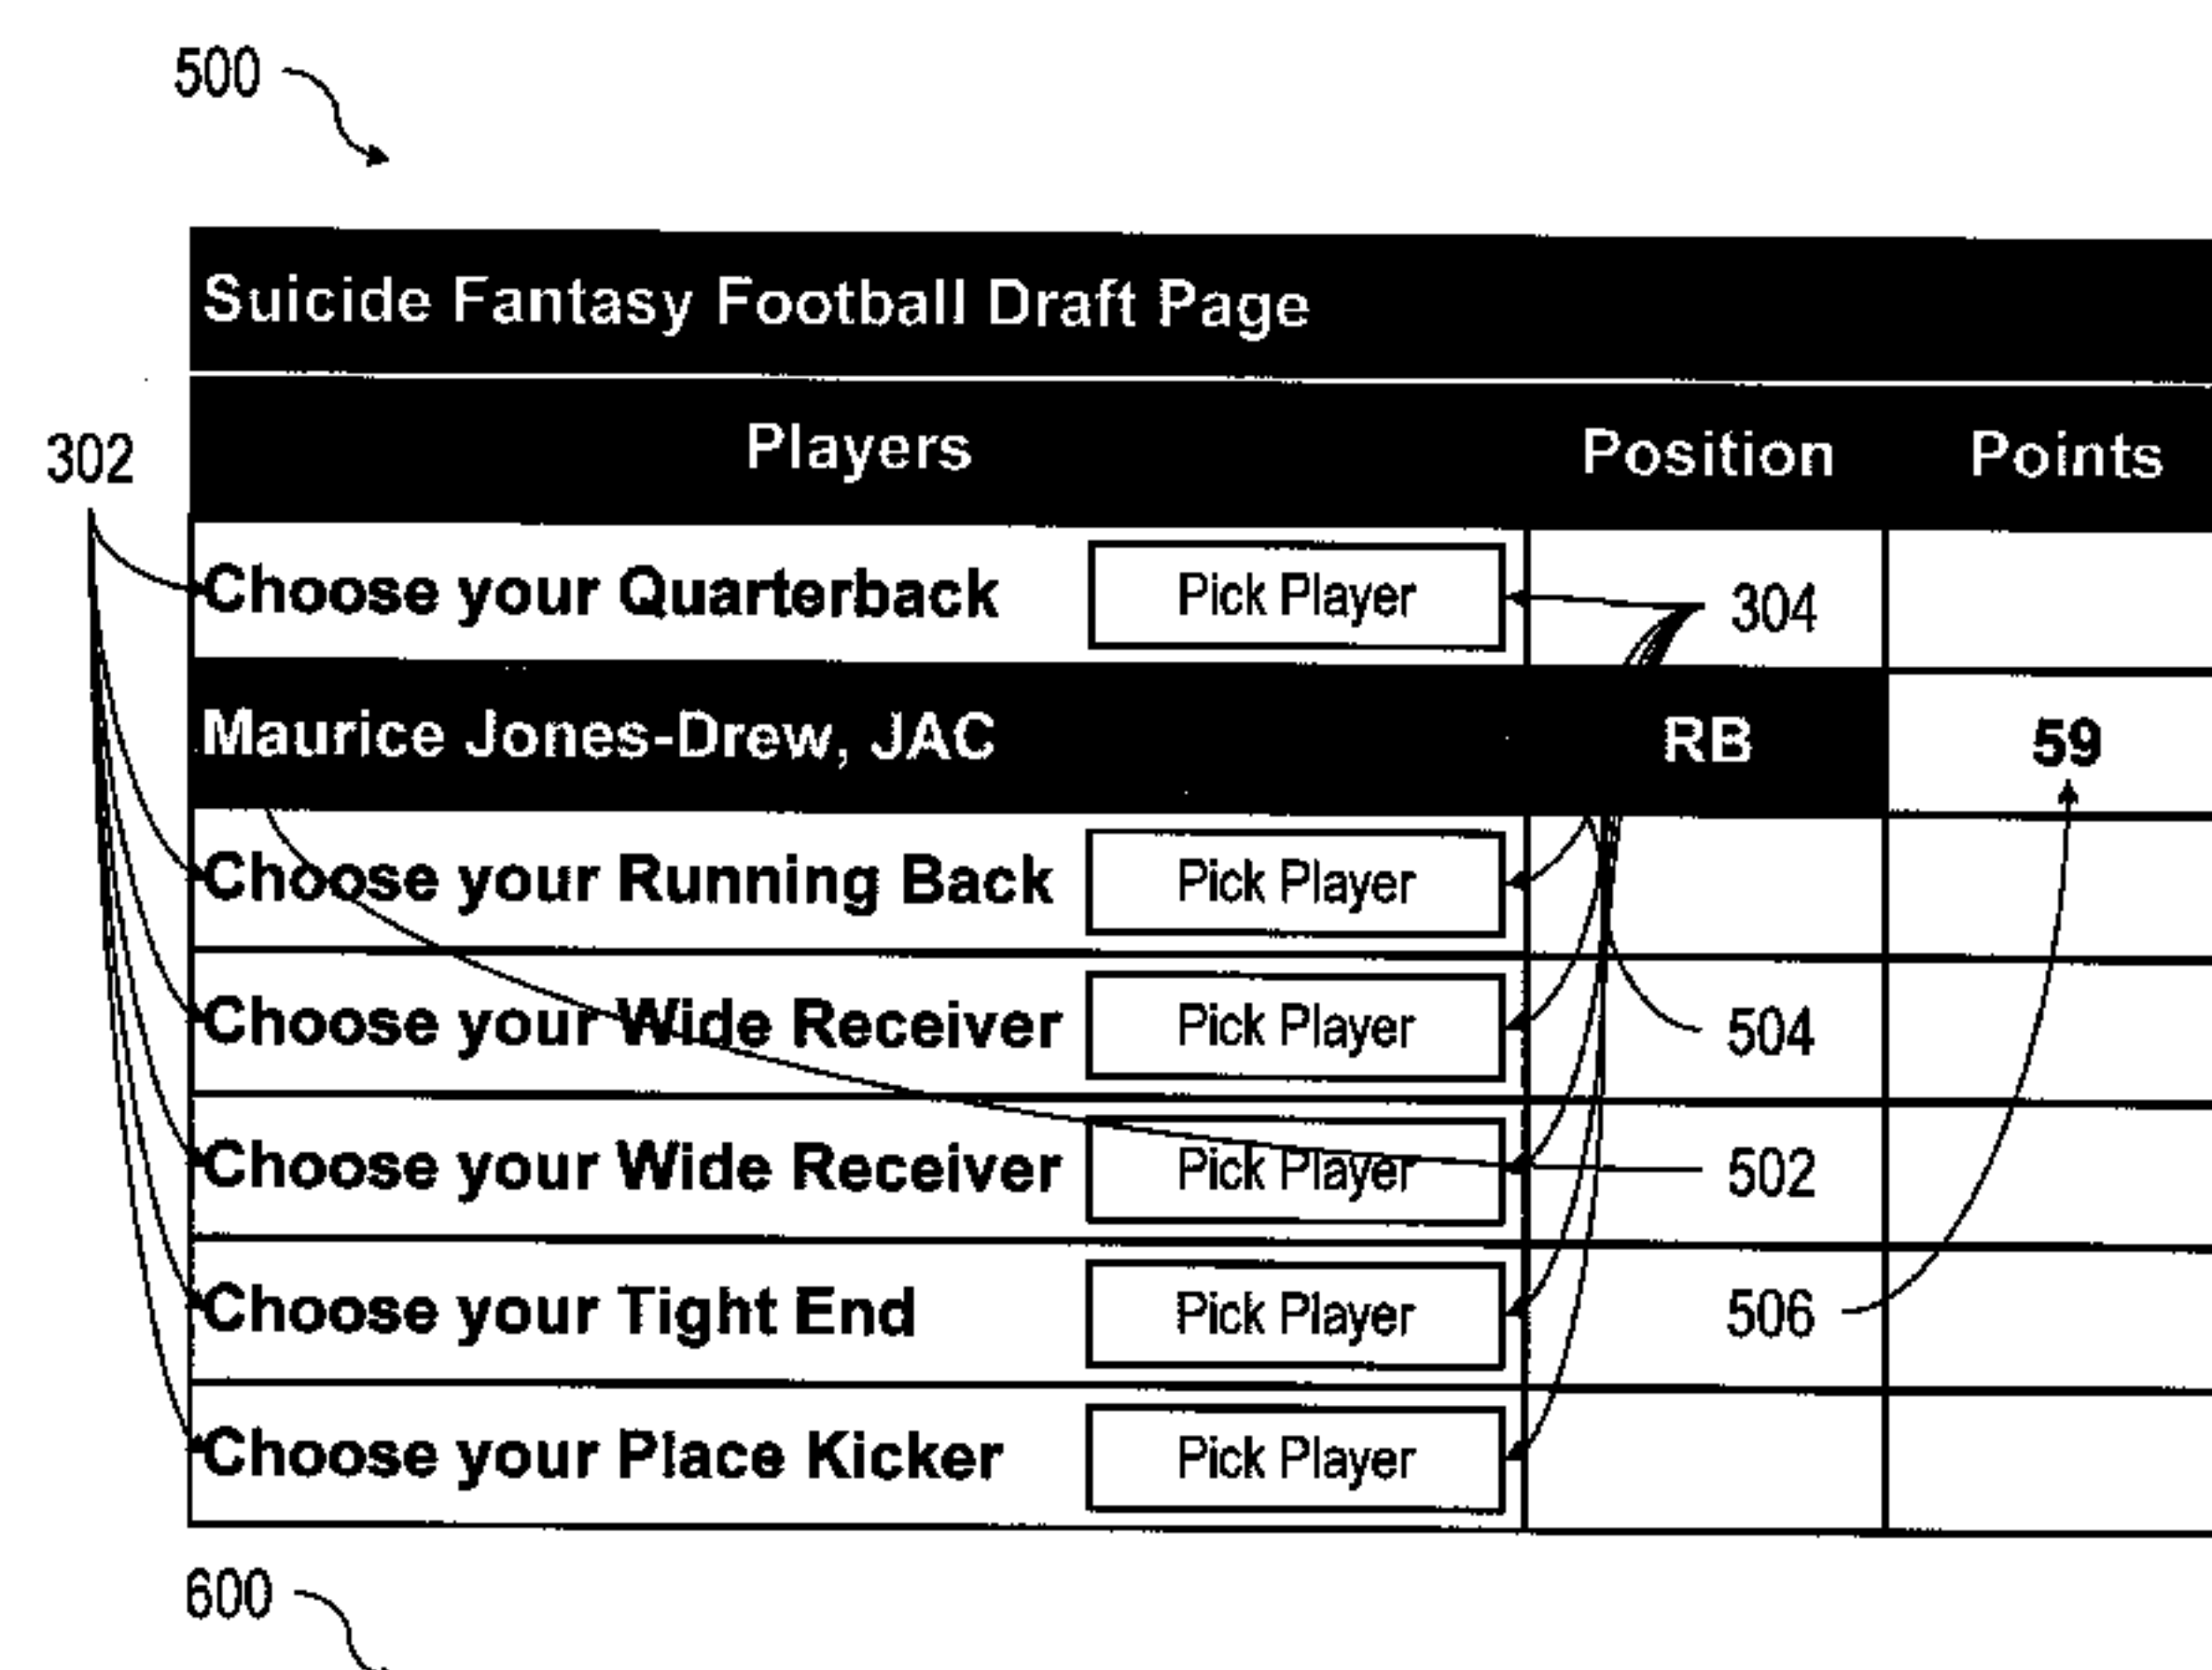 500
Suicide Fantasy Football Draft Page
302 Players Position Points
Choose your Quarterback Pick Player 304
Maurice Jones-Drew, JAC RB 59
Choose your Running Back Pick Player
Choose your Wide Receiver Pick Player 504
Choose your Wide Receiver Pick Player 502
Choose your Tight End Pick Player 506
Choose your Place Kicker Pick Player
600